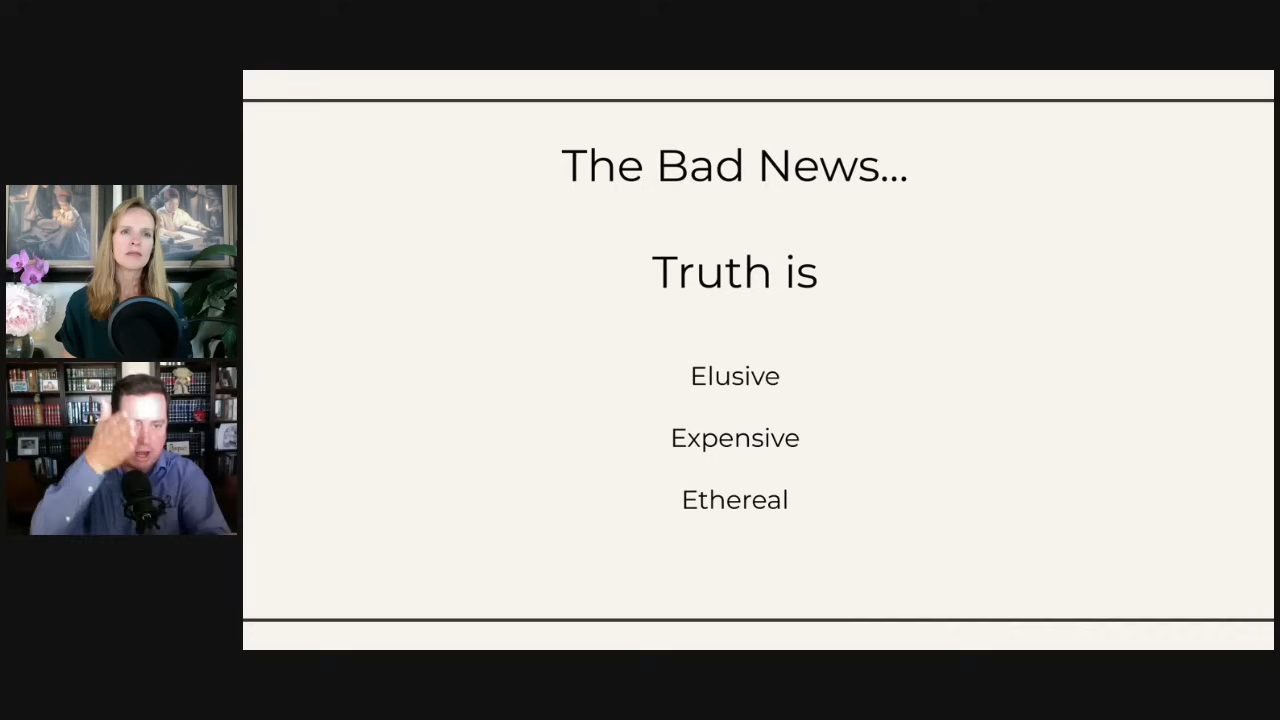 The Bad News...
Truth is
Elusive
Expensive
Ethereal